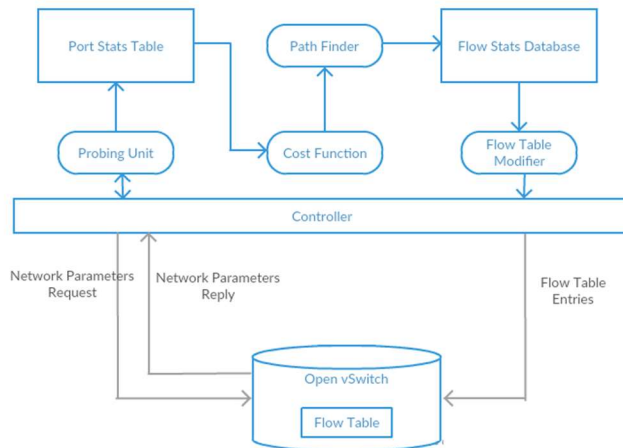 Port Stats Table
Path Finder
Flow Stats Database
Probing Unit
Cost Function
Flow Table
Modifier
Controller
Network Parameters
Request
Network Parameters
Reply
Flow Table
Entries
Open vSwitch
Flow Table